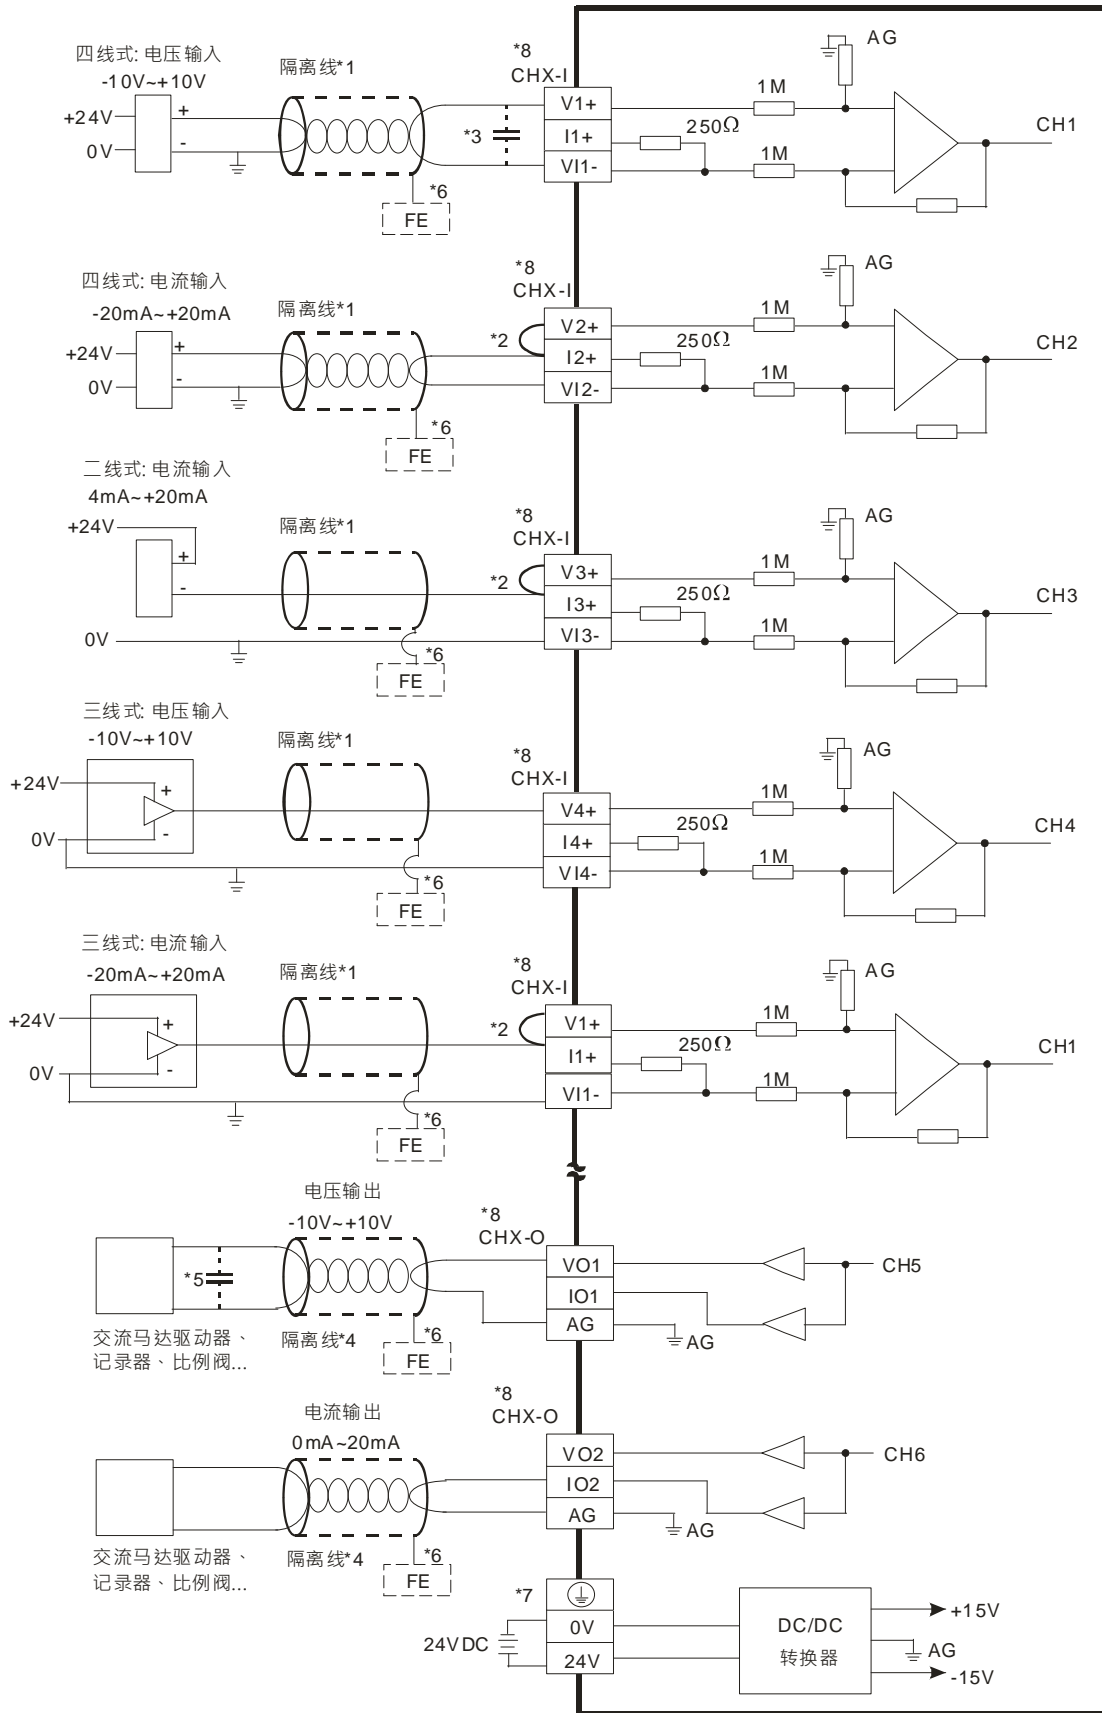 四线式: 电压输入
-10V~+10V
+24V
0V
+
-
隔离线*1
*3
*6
FE
*8
CHX-I
V1+
I1+
VI1-
250Ω
1M
1M
AG
CH1
四线式: 电流输入
-20mA~+20mA
+24V
0V
+
-
隔离线*1
*2
*6
FE
*8
CHX-I
V2+
I2+
VI2-
250Ω
1M
1M
AG
CH2
二线式: 电流输入
4mA~+20mA
+24V
+
-
0V
隔离线*1
*2
*6
FE
*8
CHX-I
V3+
I3+
VI3-
250Ω
1M
1M
AG
CH3
三线式: 电压输入
-10V~+10V
+24V
0V
+
-
隔离线*1
*6
FE
*8
CHX-I
V4+
I4+
VI4-
250Ω
1M
1M
AG
CH4
三线式: 电流输入
-20mA~+20mA
+24V
0V
+
-
隔离线*1
*2
*6
FE
*8
CHX-I
V1+
I1+
VI1-
250Ω
1M
1M
AG
CH1
电压输出
-10V~+10V
*5
交流马达驱动器、
记录器、比例阀...
隔离线*4
*6
FE
*8
CHX-O
VO1
IO1
AG
AG
CH5
电流输出
0mA~20mA
交流马达驱动器、
记录器、比例阀...
隔离线*4
*6
FE
*8
CHX-O
VO2
IO2
AG
AG
CH6
*7
24VDC
0V
24V
DC/DC
转换器
+15V
AG
-15V